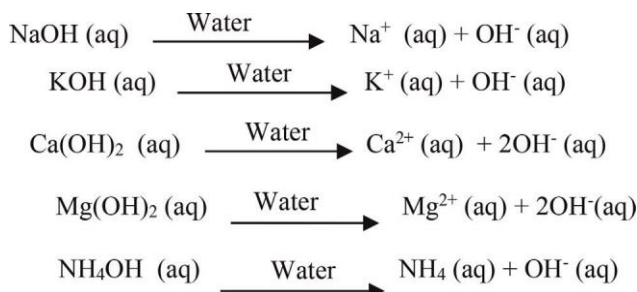 NaOH (aq) Water Na⁺ (aq) + OH⁻ (aq)
KOH (aq) Water K⁺ (aq) + OH⁻ (aq)
Ca(OH)₂ (aq) Water Ca²⁺ (aq) + 2OH⁻ (aq)
Mg(OH)₂ (aq) Water Mg²⁺ (aq) + 2OH⁻(aq)
NH₄OH (aq) Water NH₄ (aq) + OH⁻ (aq)